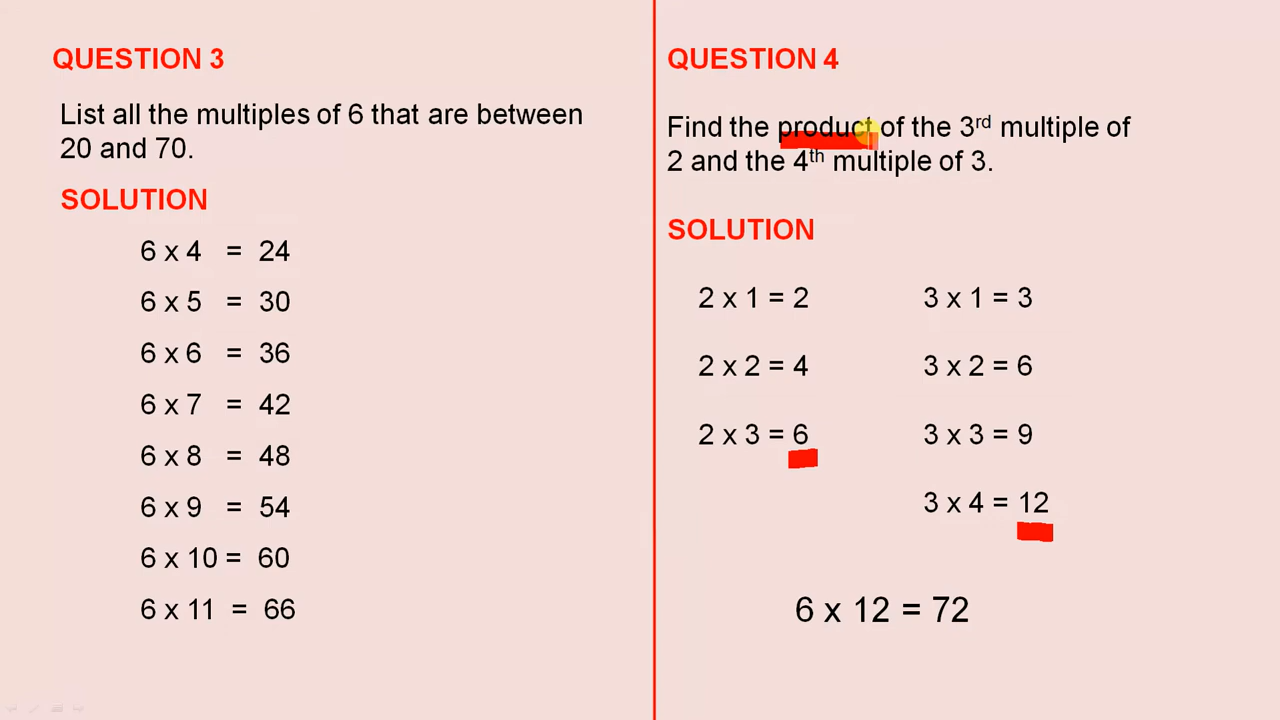 QUESTION 3
List all the multiples of 6 that are between
20 and 70.
SOLUTION
6 x 4 = 24
6 x 5 = 30
6 x 6 = 36
6 x 7 = 42
6 x 8 = 48
6 x 9 = 54
6 x 10 = 60
6 x 11 = 66
QUESTION 4
Find the product of the 3rd multiple of
2 and the 4th multiple of 3.
SOLUTION
2 x 1 = 2 3 x 1 = 3
2 x 2 = 4 3 x 2 = 6
2 x 3 = 6 3 x 3 = 9
3 x 4 = 12
6 x 12 = 72